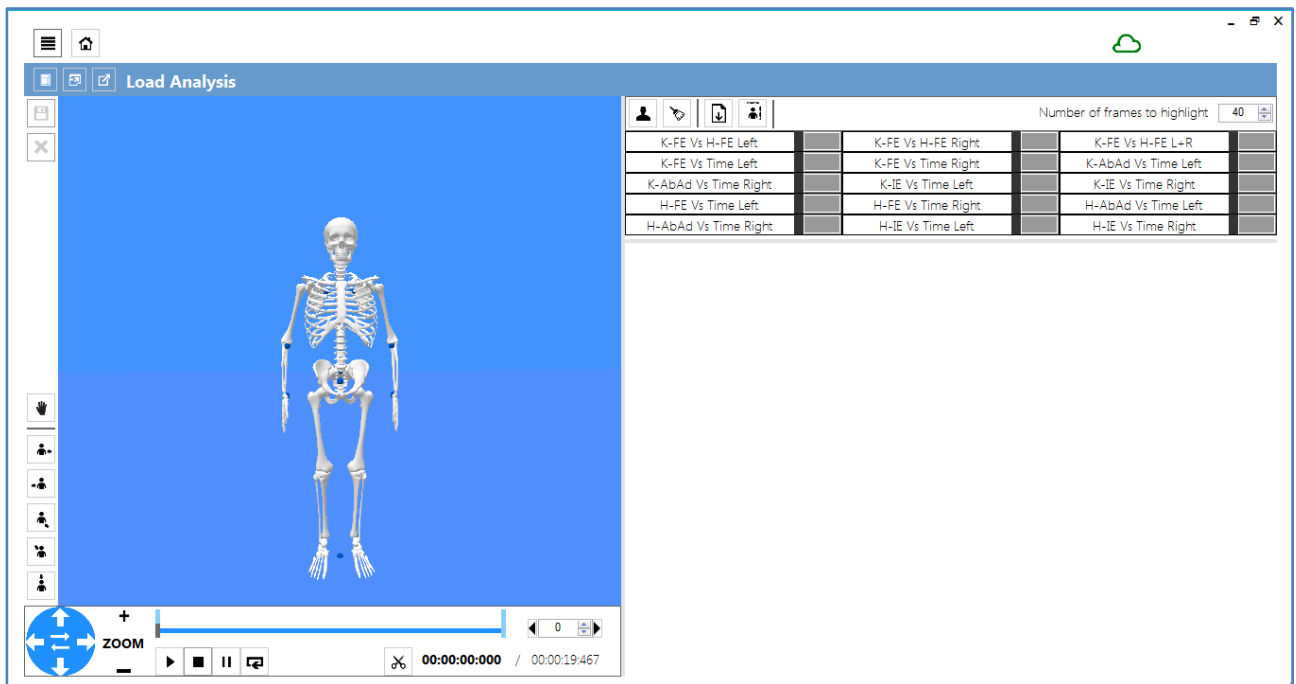 Load Analysis
Number of frames to highlight 40
K-FE Vs H-FE Left K-FE Vs H-FE Right K-FE Vs H-FE L+R
K-FE Vs Time Left K-FE Vs Time Right K-AbAd Vs Time Left
K-AbAd Vs Time Right K-IE Vs Time Left K-IE Vs Time Right
H-FE Vs Time Left H-FE Vs Time Right H-AbAd Vs Time Left
H-AbAd Vs Time Right H-IE Vs Time Left H-IE Vs Time Right
+
ZOOM
0
00:00:00:000 / 00:00:19:467